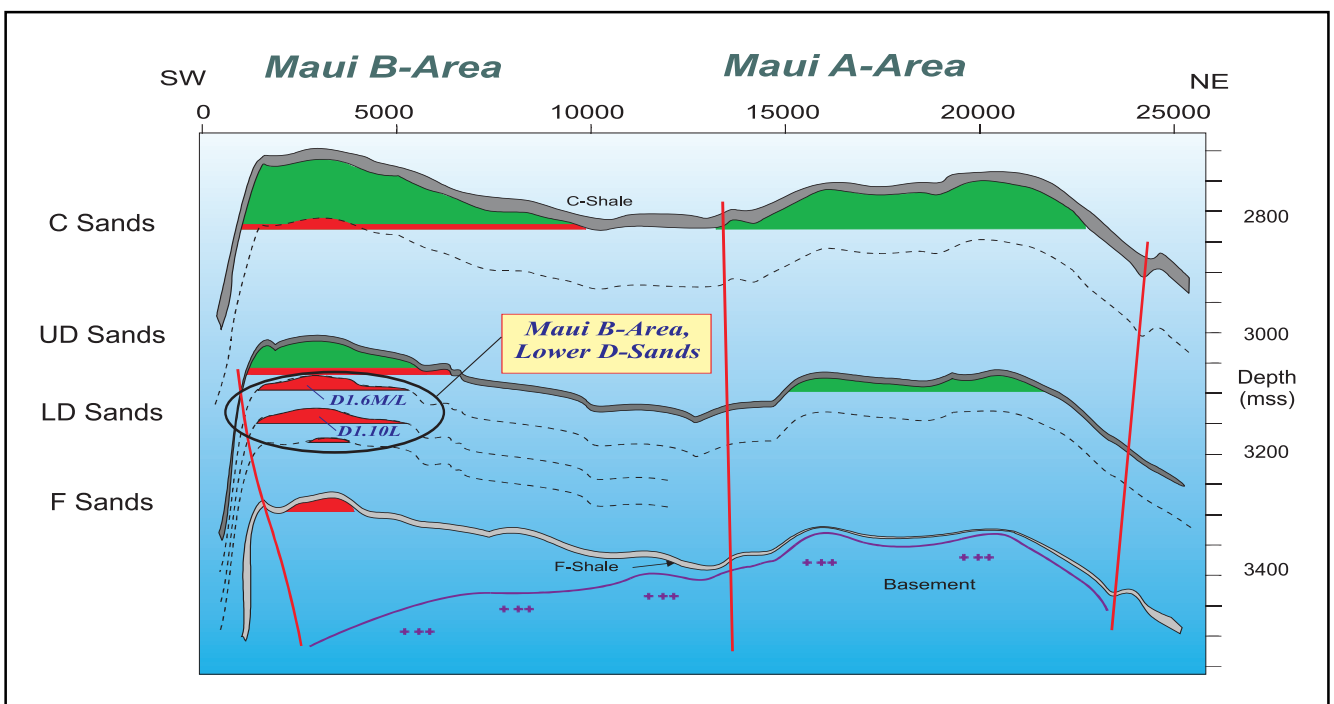 Maui B-Area
Maui A-Area
SW
NE
0
5000
10000
15000
20000
25000
C-Shale
C Sands
2800
UD Sands
3000
Maui B-Area,
Lower D-Sands
Depth
(mss)
LD Sands
D1.6M/L
D1.10L
3200
F Sands
F-Shale
Basement
3400
+ ++
+ ++
+ ++
+ ++
+ ++